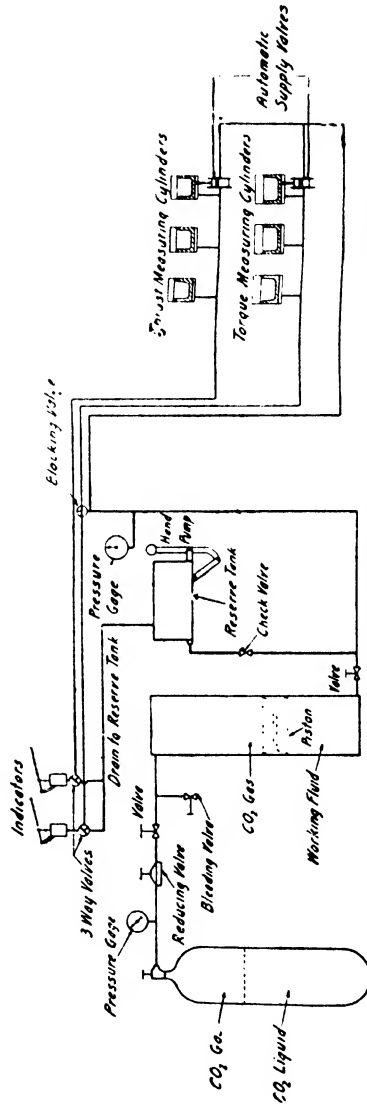 Indicators
3 Way Valves
Drain to Reserve Tank
Blocking Valve
Pressure
Gage
Hand
Pump
Reserve Tank
Check Valve
Valve
Thrust Measuring Cylinders
Torque Measuring Cylinders
Automatic
Supply Valves
Pressure Gage
Reducing Valve
Valve
Bleeding Valve
CO₂ Gas
Piston
Working Fluid
CO₂ Ga
CO₂ Liquid